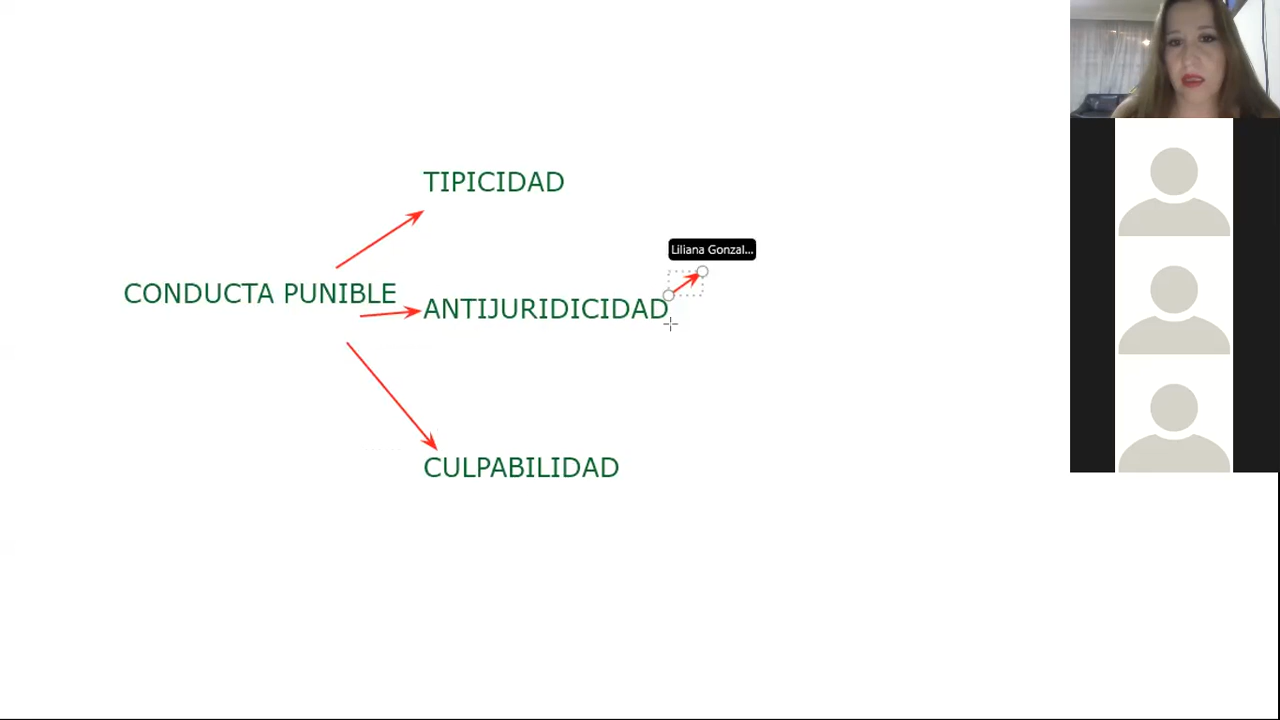 TIPICIDAD
Liliana Gonzal...
CONDUCTA PUNIBLE
ANTIJURIDICIDAD
CULPABILIDAD